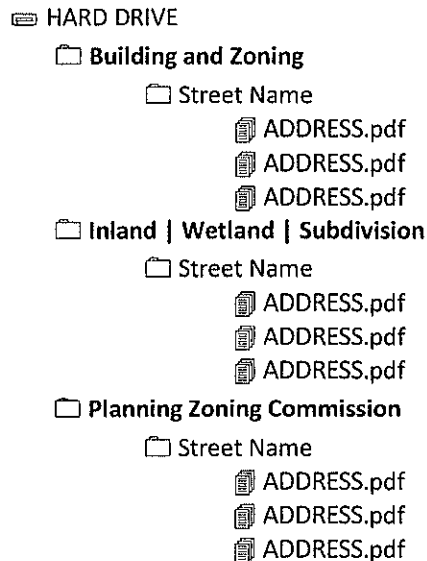 HARD DRIVE
Building and Zoning
Street Name
ADDRESS.pdf
ADDRESS.pdf
ADDRESS.pdf
Inland | Wetland | Subdivision
Street Name
ADDRESS.pdf
ADDRESS.pdf
ADDRESS.pdf
Planning Zoning Commission
Street Name
ADDRESS.pdf
ADDRESS.pdf
ADDRESS.pdf